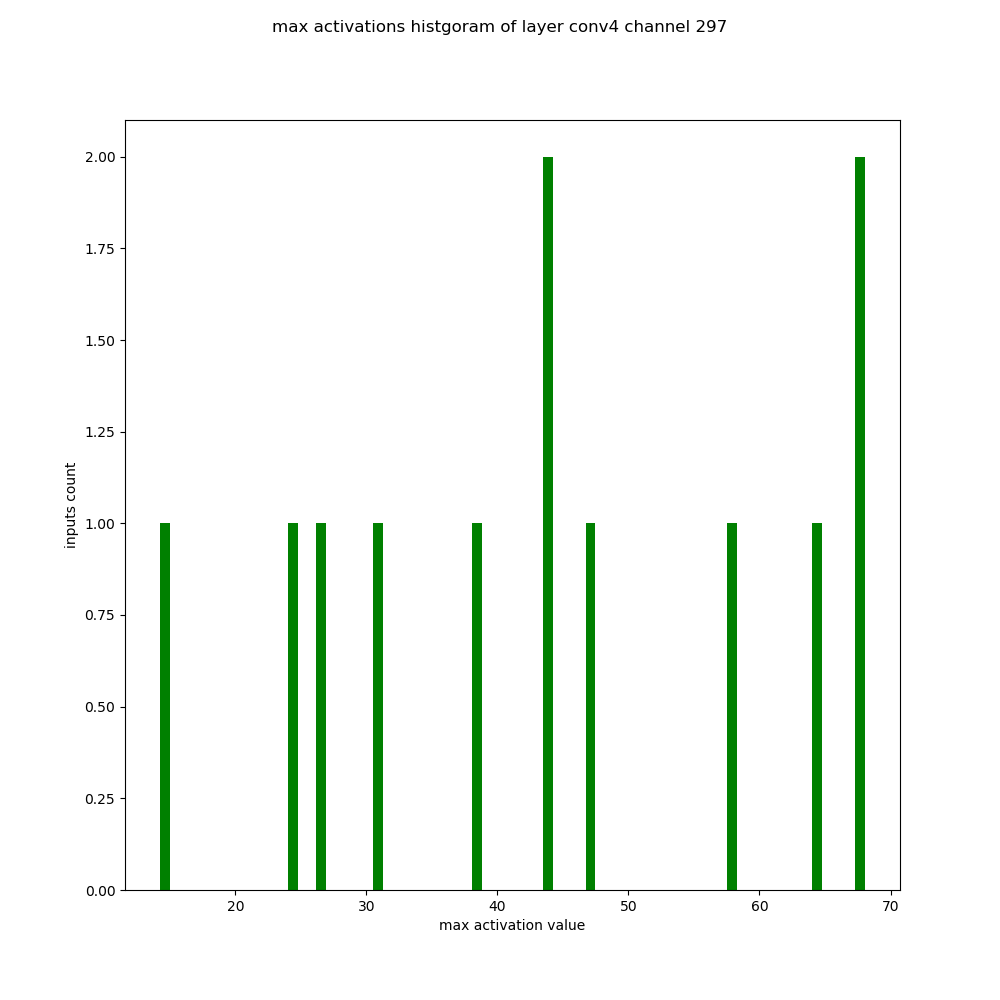 max activations histgoram of layer conv4 channel 297
2.00
1.75
1.50
1.25
1.00
0.75
0.50
0.25
0.00
inputs count
20 30 40 50 60 70
max activation value